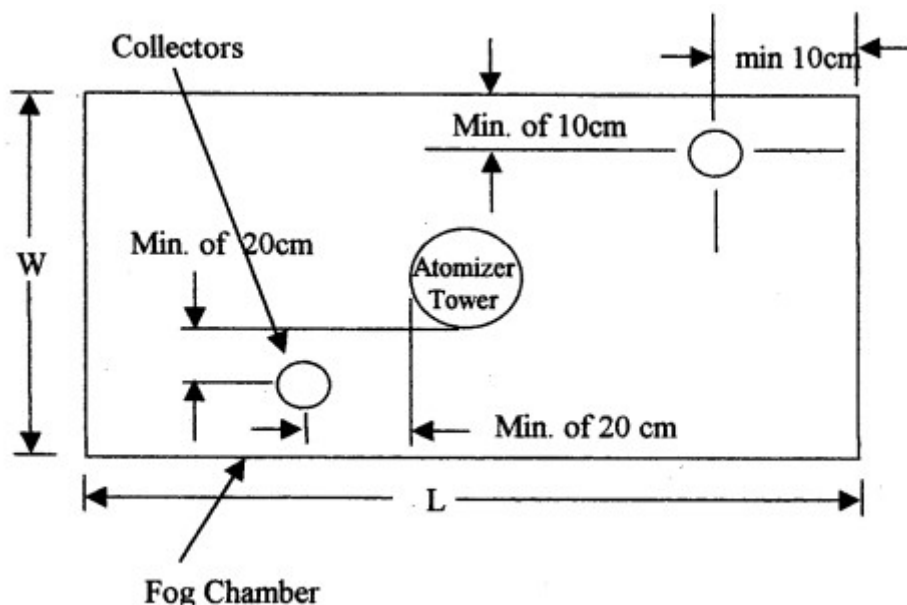 Collectors
min 10cm
Min. of 10cm
Min. of 20cm
W
Atomizer
Tower
Min. of 20 cm
L
Fog Chamber